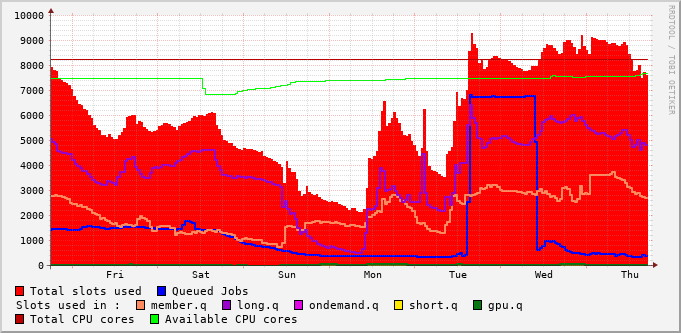 10000
9000
8000
7000
6000
5000
4000
3000
2000
1000
0
Fri Sat Sun Mon Tue Wed Thu
RRDTOOL / TOBI OETIKER
Total slots used Queued Jobs
Slots used in : member.q long.q ondemand.q short.q gpu.q
Total CPU cores Available CPU cores